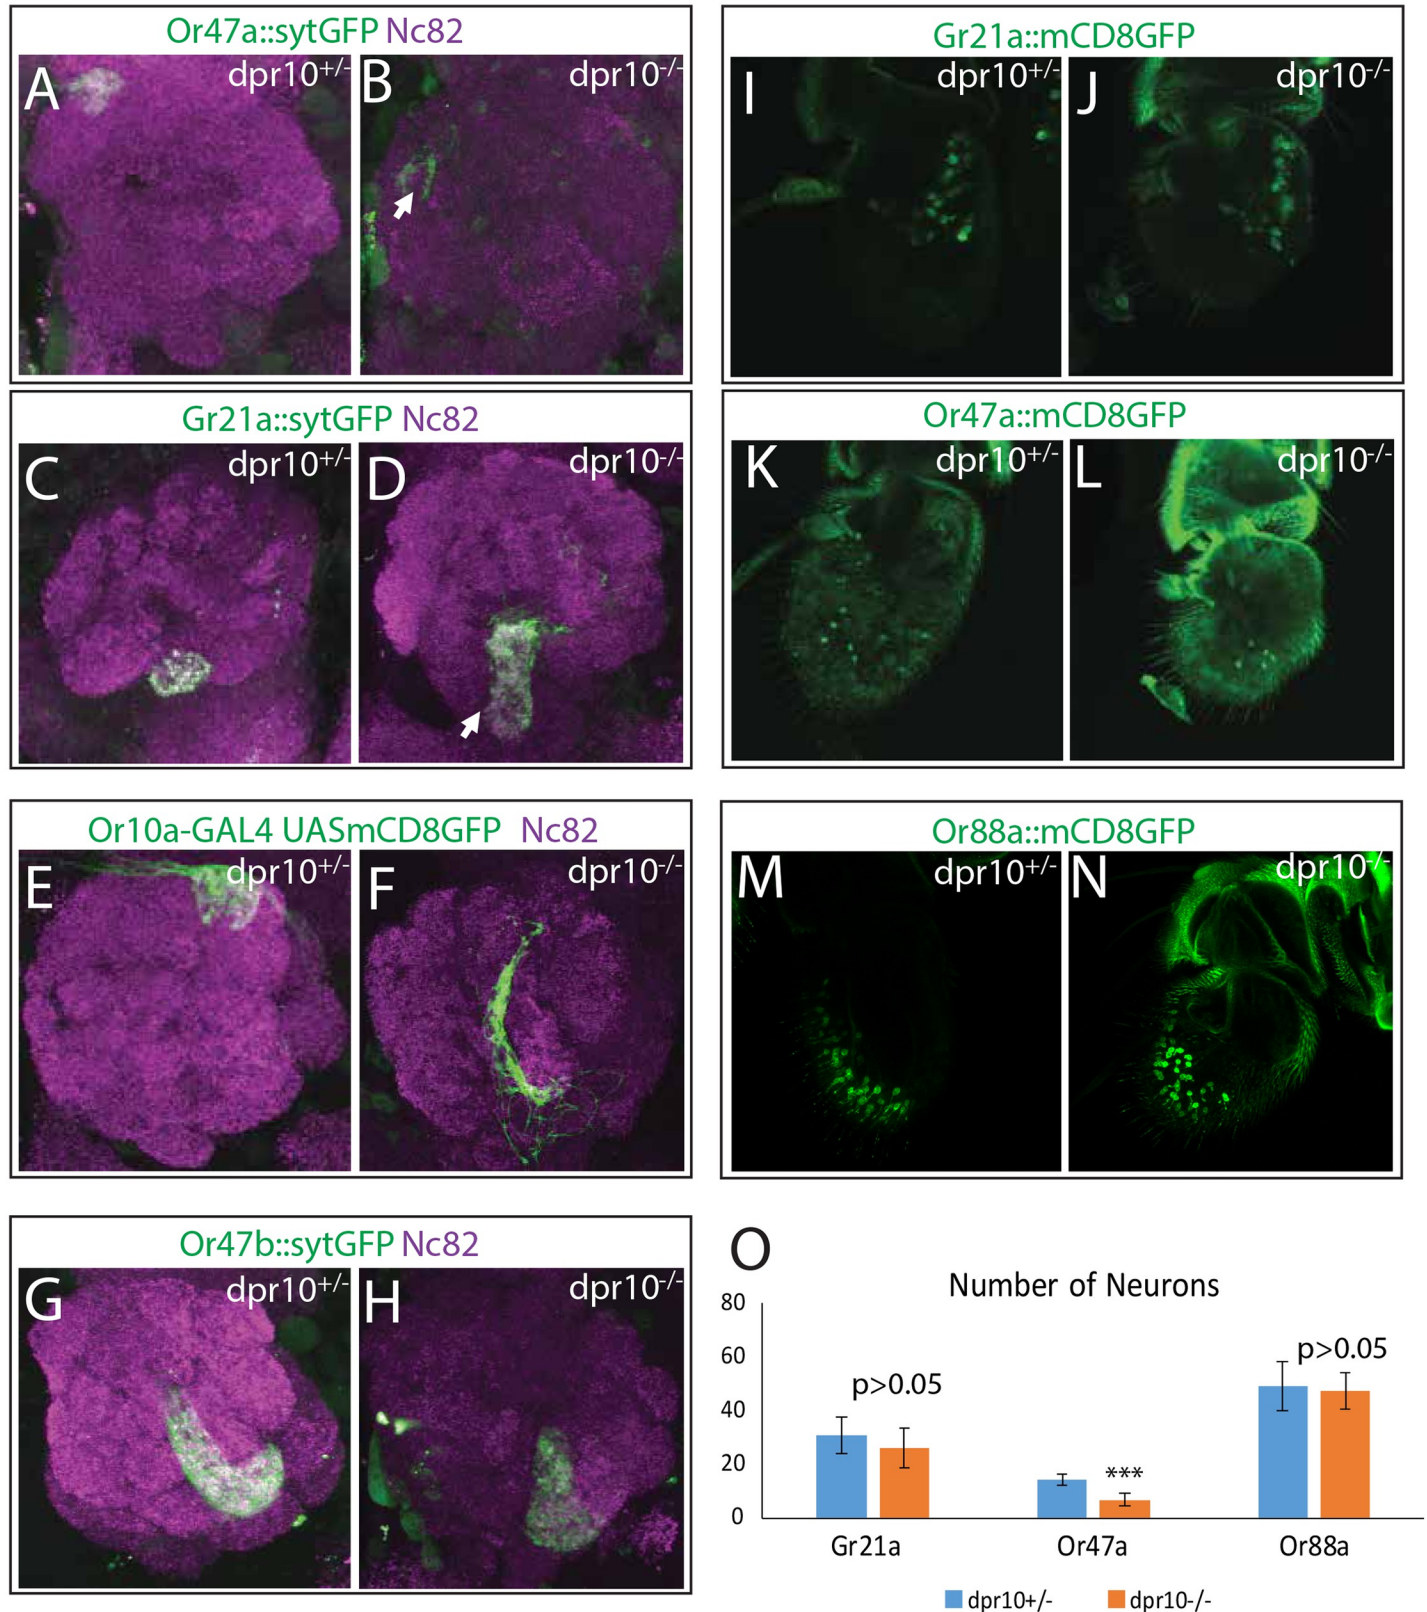 Or47a::sytGFP Nc82
A
dpr10+/-
B
dpr10-/-
Gr21a::sytGFP Nc82
C
dpr10+/-
D
dpr10-/-
Or10a-GAL4 UASmCD8GFP Nc82
E
dpr10+/-
F
dpr10-/-
Or47b::sytGFP Nc82
G
dpr10+/-
H
dpr10-/-
Gr21a::mCD8GFP
I
dpr10+/-
J
dpr10-/-
Or47a::mCD8GFP
K
dpr10+/-
L
dpr10-/-
Or88a::mCD8GFP
M
dpr10+/-
N
dpr10-/-
O
Number of Neurons
80
60
40
20
0
p>0.05
***
p>0.05
Gr21a
Or47a
Or88a
dpr10+/-
dpr10-/-